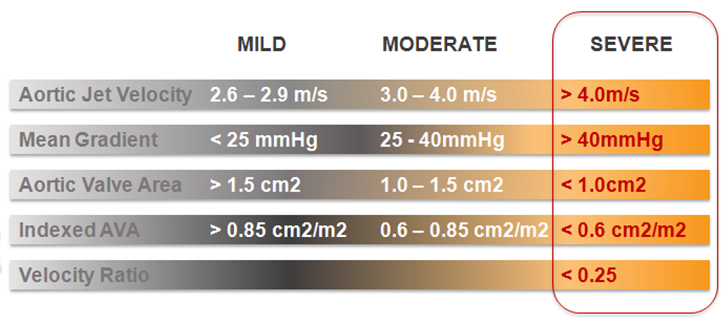 MILD MODERATE SEVERE
Aortic Jet Velocity 2.6 – 2.9 m/s 3.0 – 4.0 m/s > 4.0m/s
Mean Gradient < 25 mmHg 25 - 40mmHg > 40mmHg
Aortic Valve Area > 1.5 cm2 1.0 – 1.5 cm2 < 1.0cm2
Indexed AVA > 0.85 cm2/m2 0.6 – 0.85 cm2/m2 < 0.6 cm2/m2
Velocity Ratio < 0.25